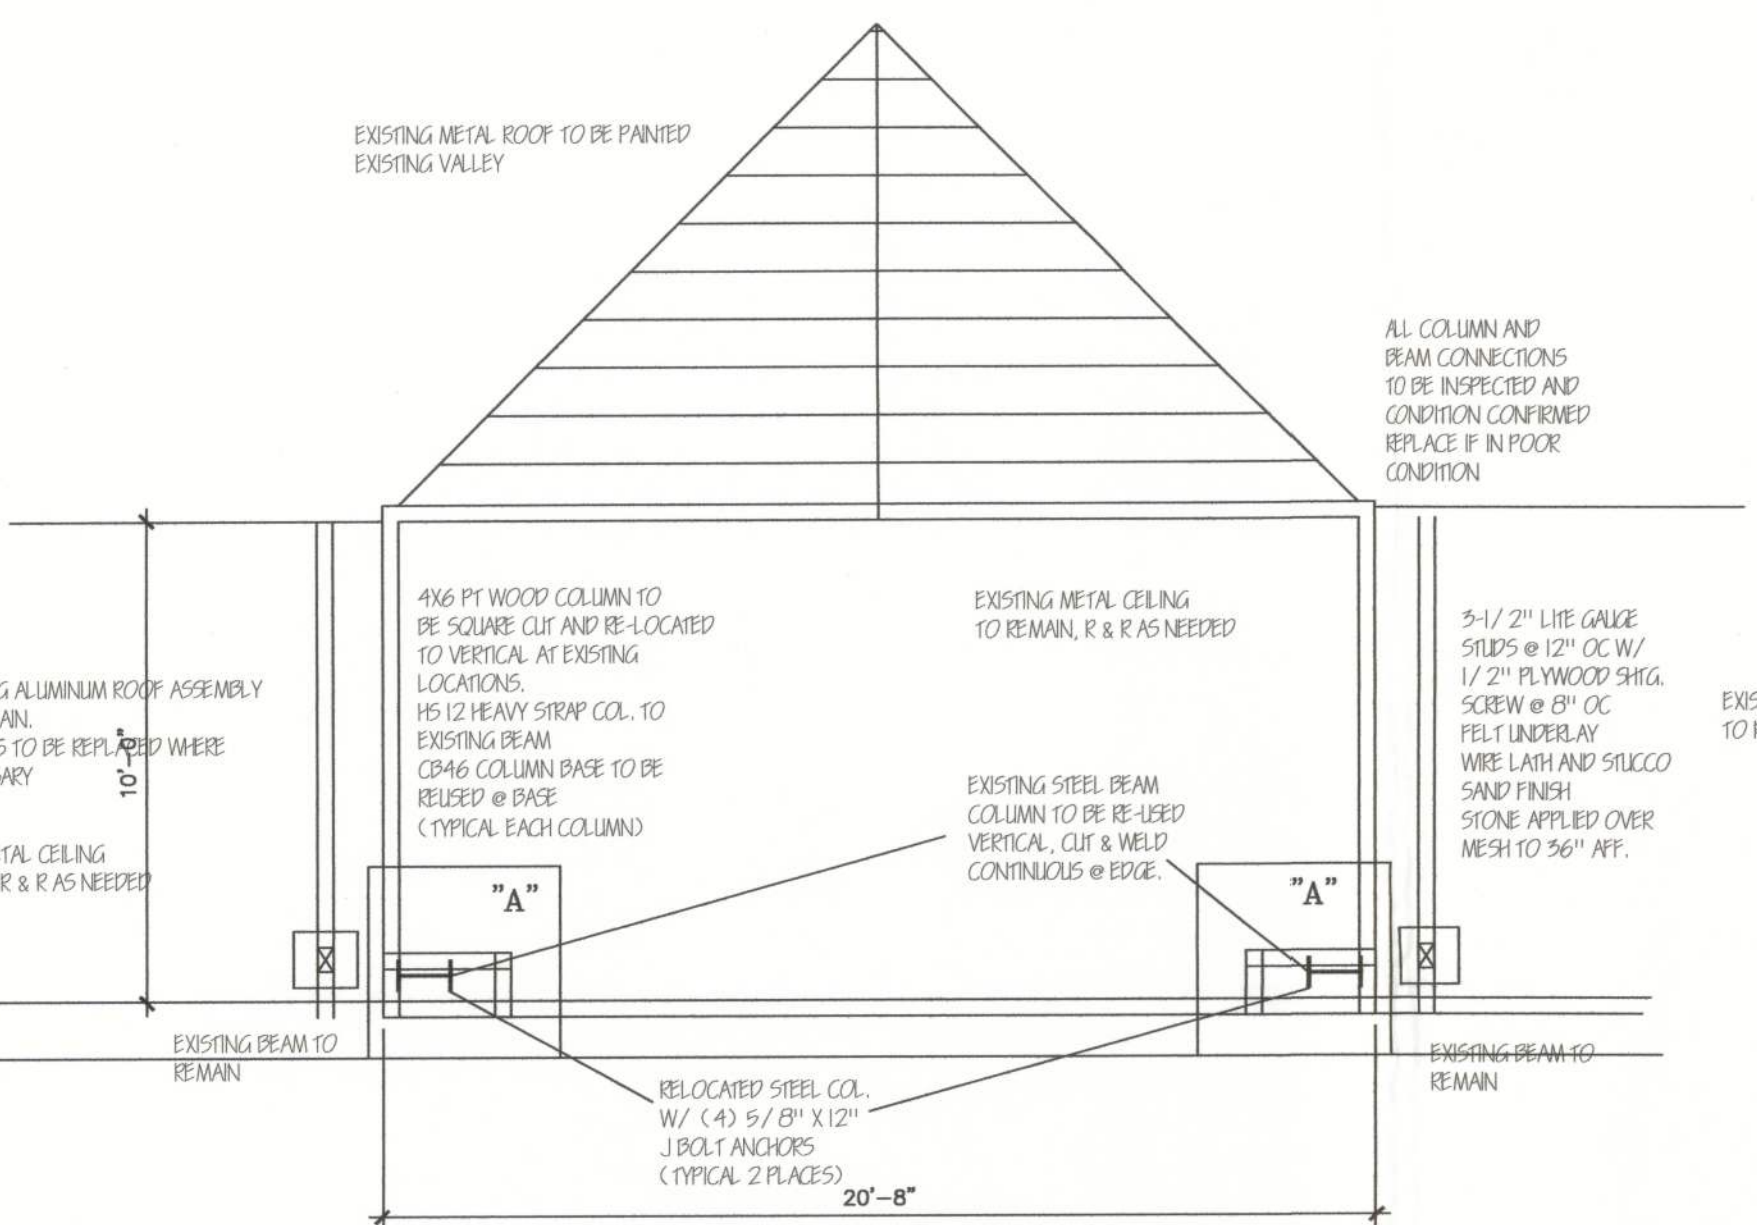 EXISTING METAL ROOF TO BE PAINTED
EXISTING VALLEY
ALL COLUMN AND
BEAM CONNECTIONS
TO BE INSPECTED AND
CONDITION CONFIRMED
REPLACE IF IN POOR
CONDITION
4X6 PT WOOD COLUMN TO
BE SQUARE CUT AND RE-LOCATED
TO VERTICAL AT EXISTING
LOCATIONS.
HS 12 HEAVY STRAP COL. TO
EXISTING BEAM
CB46 COLUMN BASE TO BE
REUSED @ BASE
(TYPICAL EACH COLUMN)
EXISTING METAL CEILING
TO REMAIN, R & R AS NEEDED
3-1/2" LITE GAUGE
STUDS @ 12" OC W/
1/2" PLYWOOD SHTG.
SCREW @ 8" OC
FELT UNDERLAY
WIRE LATH AND STUCCO
SAND FINISH
STONE APPLIED OVER
MESH TO 36" AFF.
G ALUMINUM ROOF ASSEMBLY
AIN.
S TO BE REPLACED WHERE
ARY
10'-0"
TAL CEILING
R & R AS NEEDED
EXIS
TO
EXISTING STEEL BEAM
COLUMN TO BE RE-USED
VERTICAL, CUT & WELD
CONTINUOUS @ EDGE.
"A"
"A"
EXISTING BEAM TO
REMAIN
RELOCATED STEEL COL.
W/ (4) 5/8" X 12"
J BOLT ANCHORS
(TYPICAL 2 PLACES)
EXISTING BEAM TO
REMAIN
20'-8"